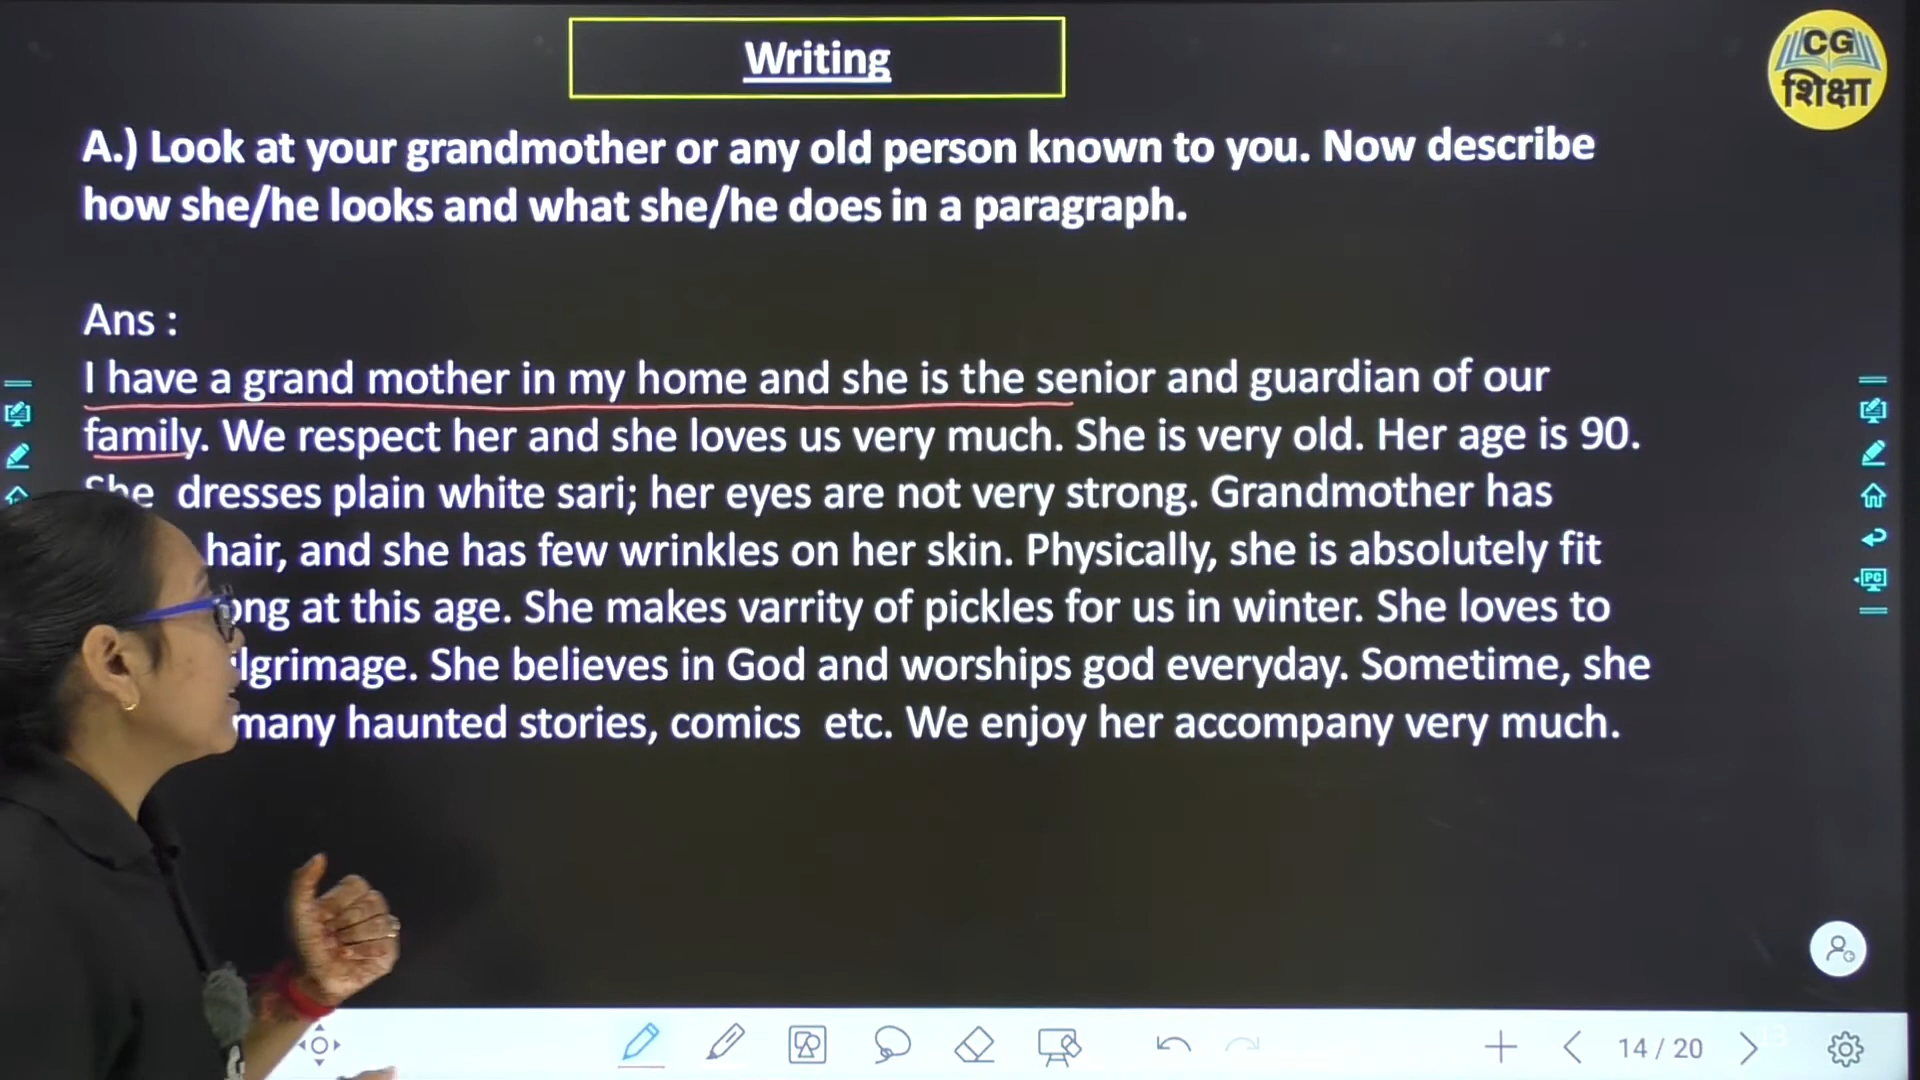 Writing
CG
शिक्षा
A.) Look at your grandmother or any old person known to you. Now describe
how she/he looks and what she/he does in a paragraph.
Ans :
I have a grand mother in my home and she is the senior and guardian of our
family. We respect her and she loves us very much. She is very old. Her age is 90.
She dresses plain white sari; her eyes are not very strong. Grandmother has
hair, and she has few wrinkles on her skin. Physically, she is absolutely fit
at this age. She makes varrity of pickles for us in winter. She loves to
She believes in God and worships god everyday. Sometime, she
many haunted stories, comics etc. We enjoy her accompany very much.
PC
14 / 20